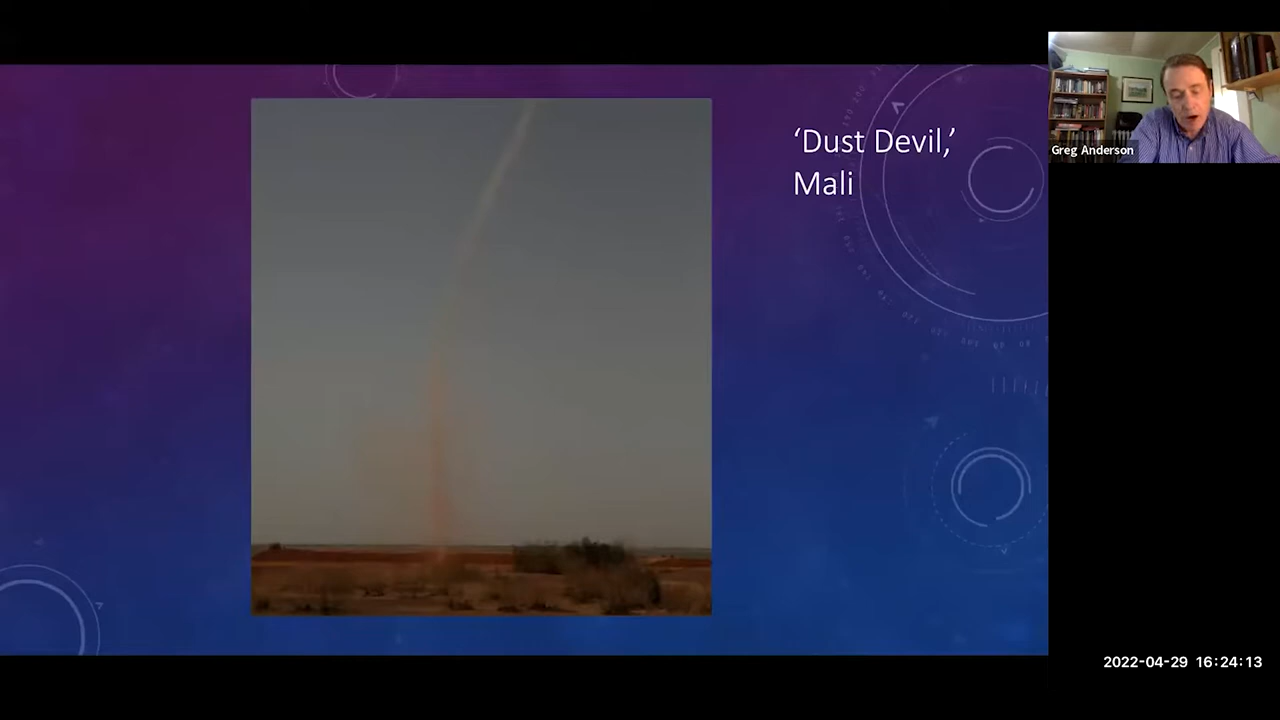 ‘Dust Devil,’
Mali
Greg Anderson
2022-04-29 16:24:13